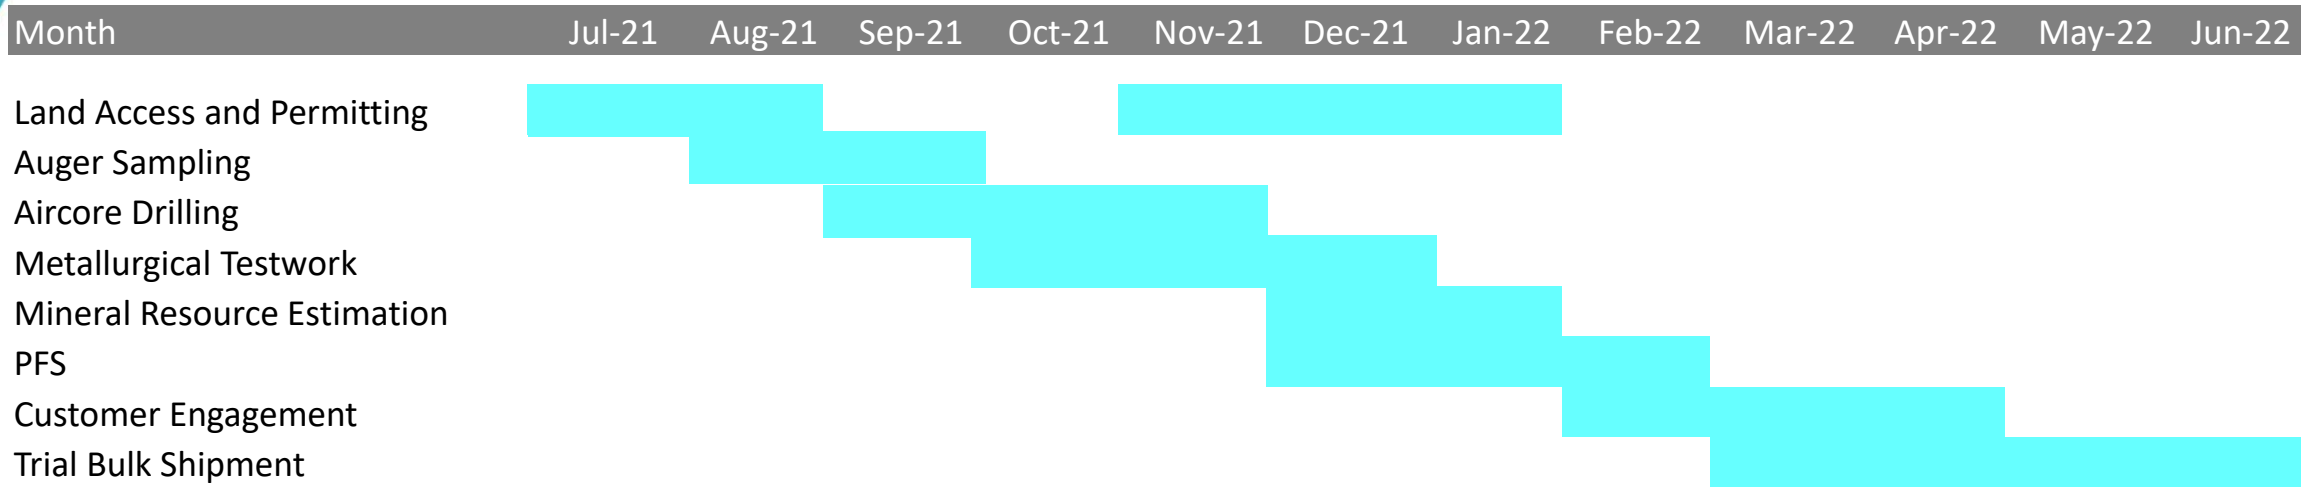 Month Jul-21 Aug-21 Sep-21 Oct-21 Nov-21 Dec-21 Jan-22 Feb-22 Mar-22 Apr-22 May-22 Jun-22
Land Access and Permitting
Auger Sampling
Aircore Drilling
Metallurgical Testwork
Mineral Resource Estimation
PFS
Customer Engagement
Trial Bulk Shipment